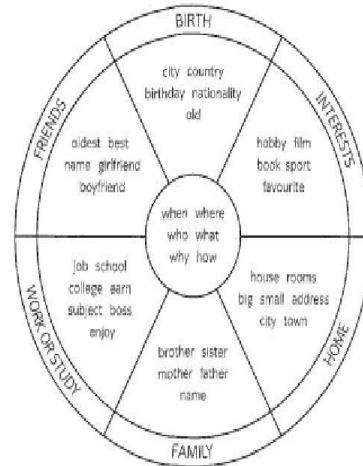 BIRTH
city country
birthday nationality
old
INTERESTS
hobby film
book sport
favourite
HOME
house rooms
big small address
city town
FAMILY
brother sister
mother father
name
WORK OR STUDY
job school
college earn
subject boss
enjoy
FRIENDS
oldest best
name girlfriend
boyfriend
when where
who what
why how